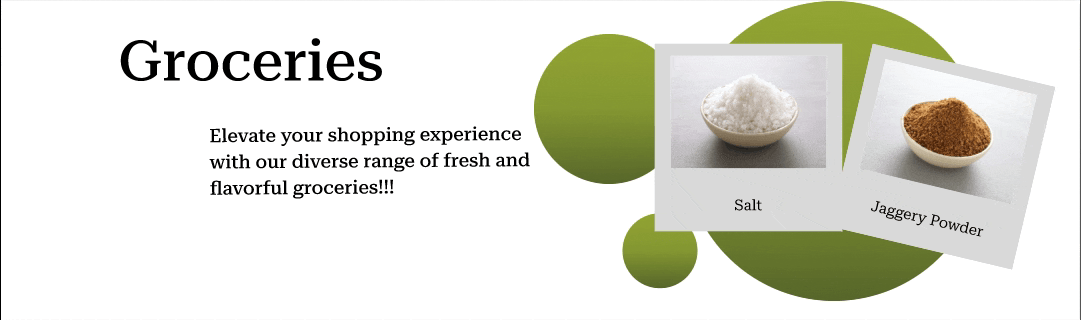 Groceries
Elevate your shopping experience
with our diverse range of fresh and
flavorful groceries!!!
Salt
Jaggery Powder